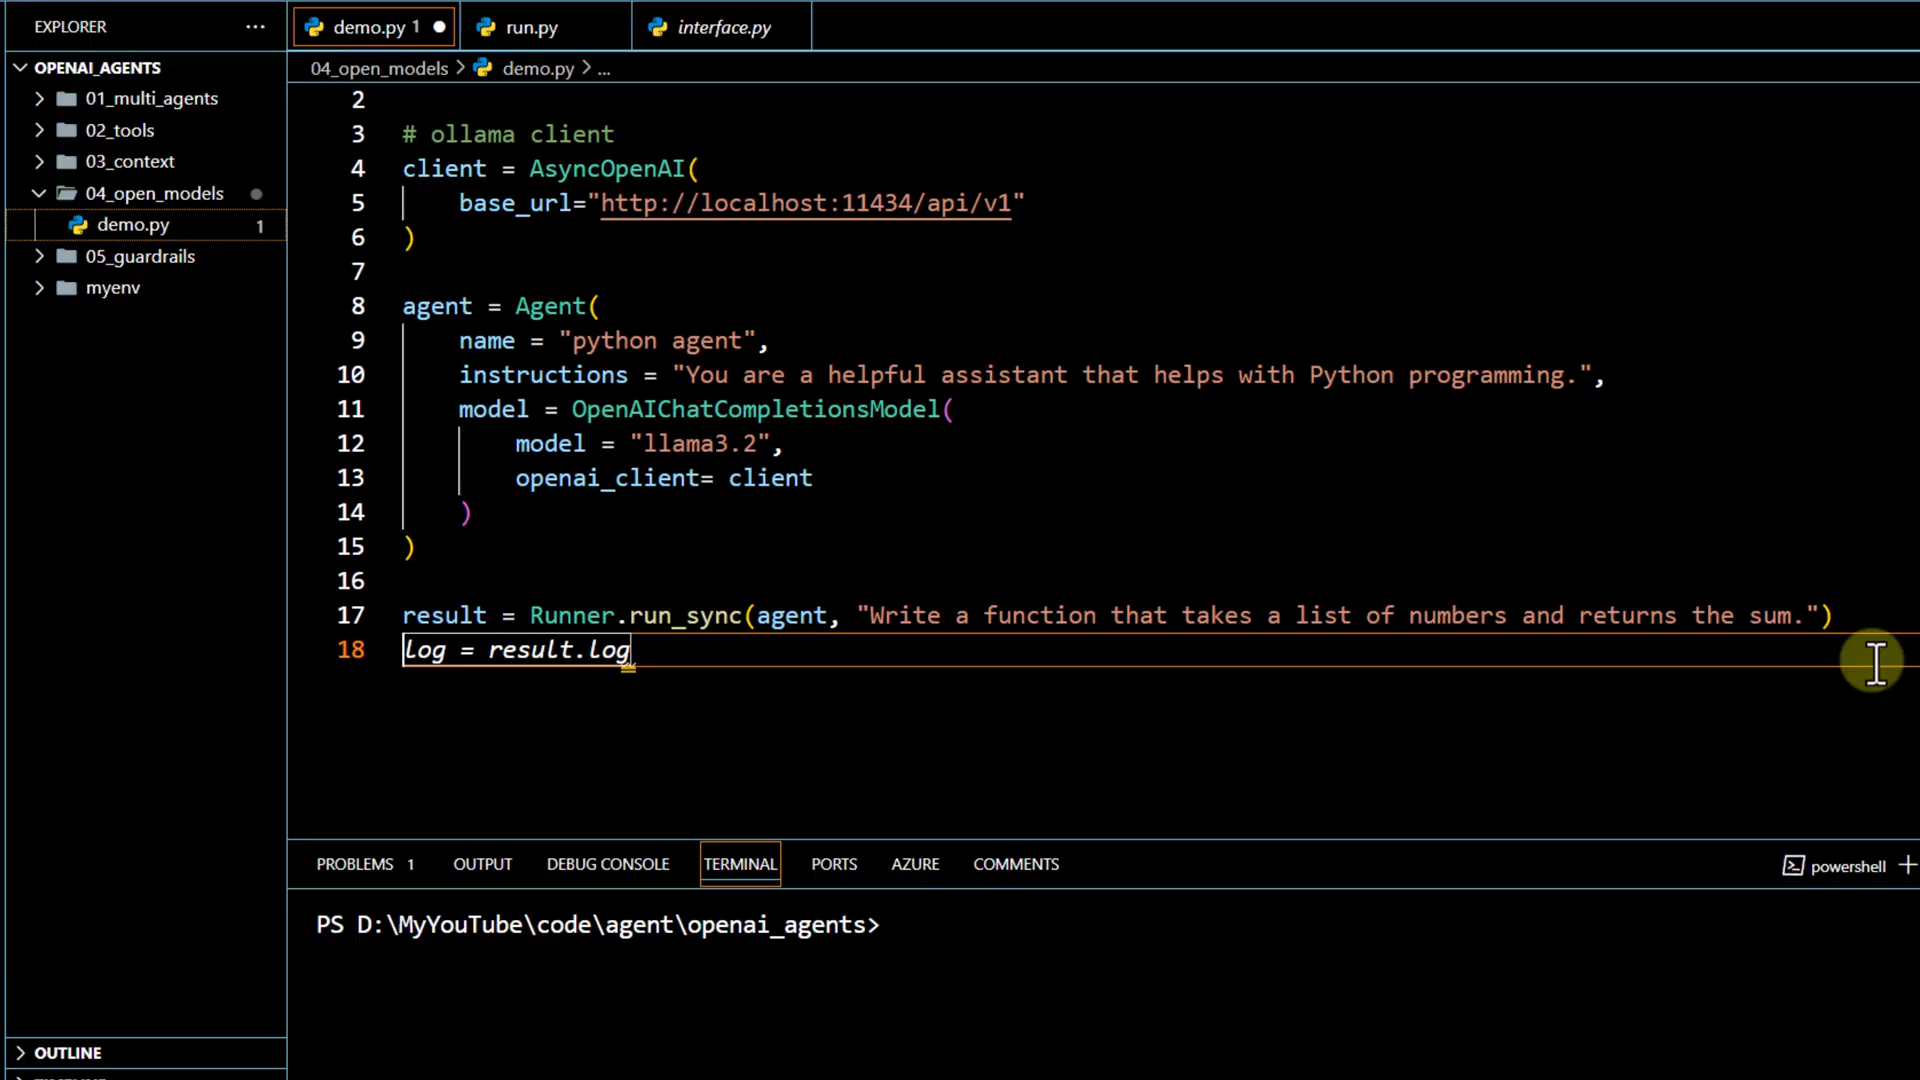 EXPLORER
demo.py 1
run.py
interface.py
OPENAI_AGENTS
01_multi_agents
02_tools
03_context
04_open_models
demo.py 1
05_guardrails
myenv
04_open_models > demo.py > ...
2
3 # ollama client
4 client = AsyncOpenAI(
5 base_url="http://localhost:11434/api/v1"
6 )
7
8 agent = Agent(
9 name = "python agent",
10 instructions = "You are a helpful assistant that helps with Python programming.",
11 model = OpenAIChatCompletionsModel(
12 model = "llama3.2",
13 openai_client= client
14 )
15 )
16
17 result = Runner.run_sync(agent, "Write a function that takes a list of numbers and returns the sum.")
18 log = result.log
PROBLEMS 1 OUTPUT DEBUG CONSOLE TERMINAL PORTS AZURE COMMENTS
powershell
PS D:\MyYouTube\code\agent\openai_agents>
OUTLINE